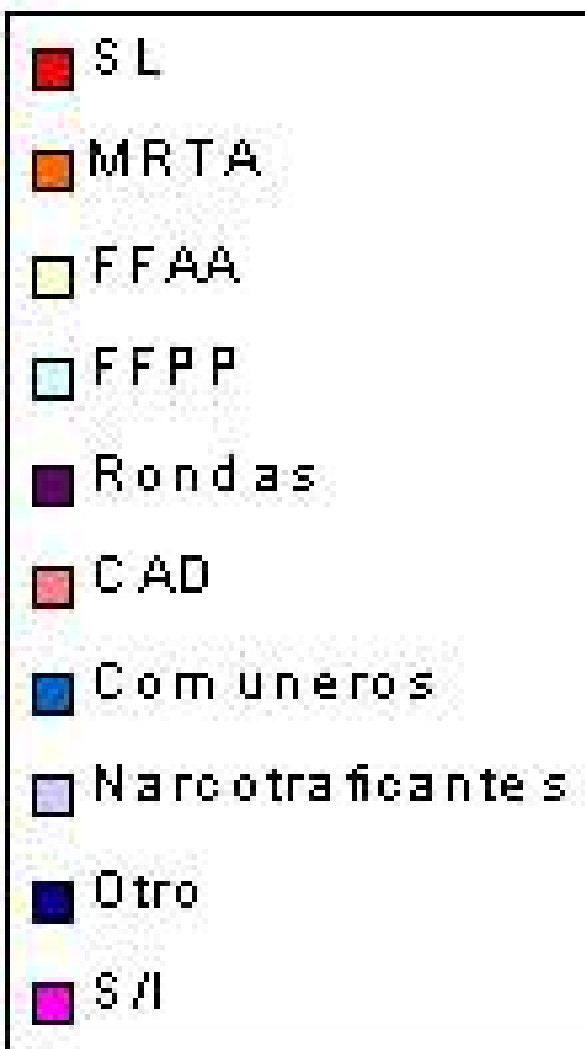 SL
MRTA
FFAA
FFPP
Rondas
CAD
Comuneros
Narcotraficantes
Otro
S/I